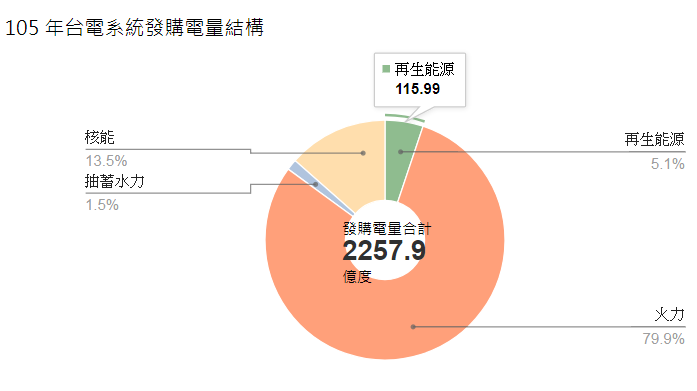 105 年台電系統發購電量結構
再生能源
115.99
核能
13.5%
抽蓄水力
1.5%
再生能源
5.1%
發購電量合計
2257.9
億度
火力
79.9%